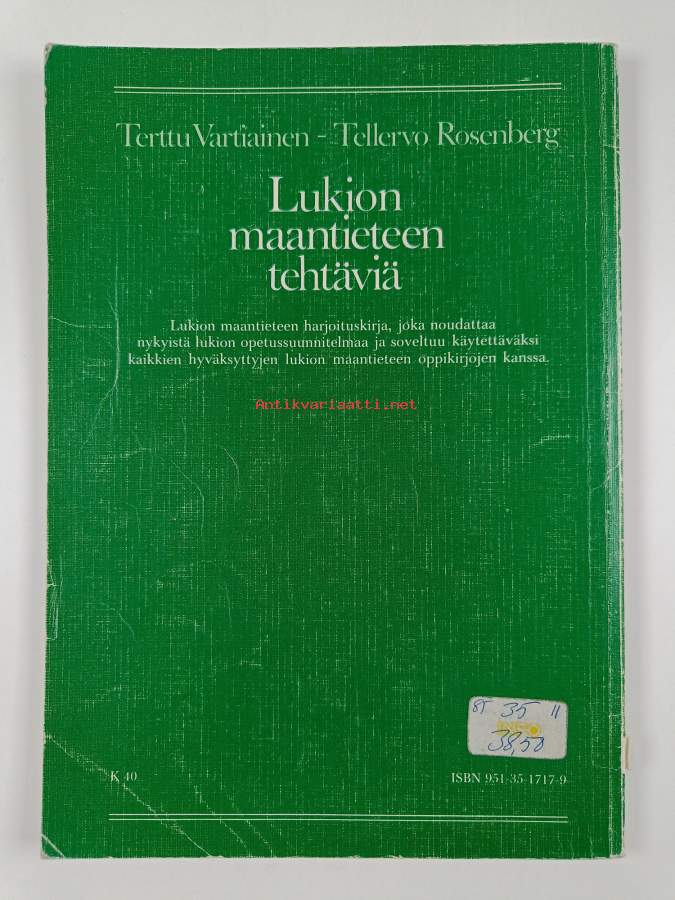 Terttu Vartiainen - Tellervo Rosenberg
Lukion
maantieteen
tehtäviä
Lukion maantieteen harjoituskirja, joka noudattaa
nykyistä lukion opetussuunnitelmaa ja soveltuu käytettäväksi
kaikkien hyväksyttyjen lukion maantieteen oppikirjojen kanssa.
Antikvariaatti.net
35 11
38,50
K 40
ISBN 951-35-1717-9